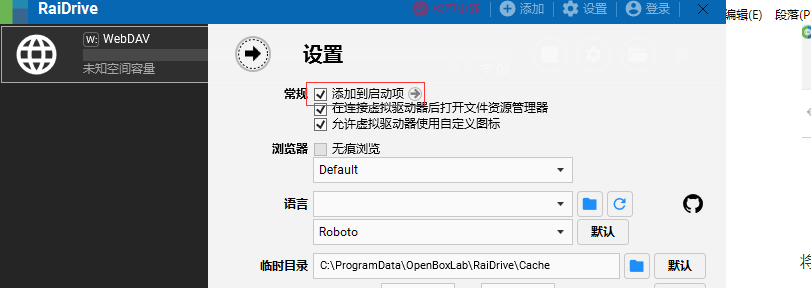 RaiDrive
添加
设置
登录
编辑(E)
段落(P
W:
WebDAV
未知空间容量
设置
常规
添加到启动项
在连接虚拟驱动器后打开文件资源管理器
允许虚拟驱动器使用自定义图标
浏览器
无痕浏览
Default
语言
Roboto
默认
临时目录
C:\ProgramData\OpenBoxLab\RaiDrive\Cache
默认
将